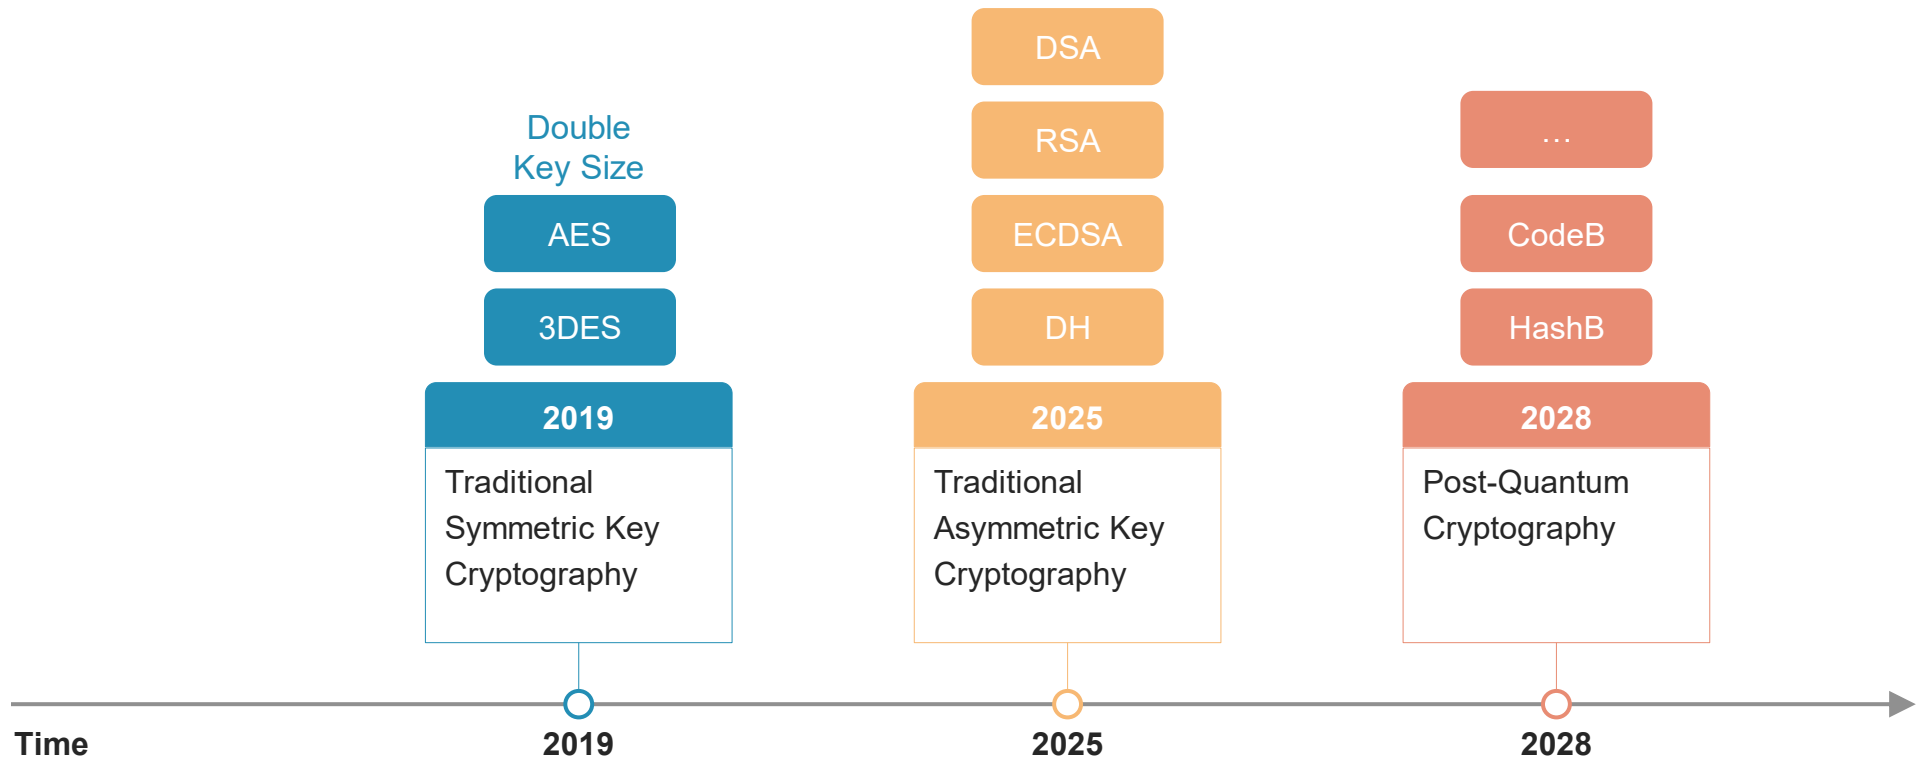 Double
Key Size
AES
3DES
2019
Traditional
Symmetric Key
Cryptography
DSA
RSA
ECDSA
DH
2025
Traditional
Asymmetric Key
Cryptography
...
CodeB
HashB
2028
Post-Quantum
Cryptography
Time
2019
2025
2028